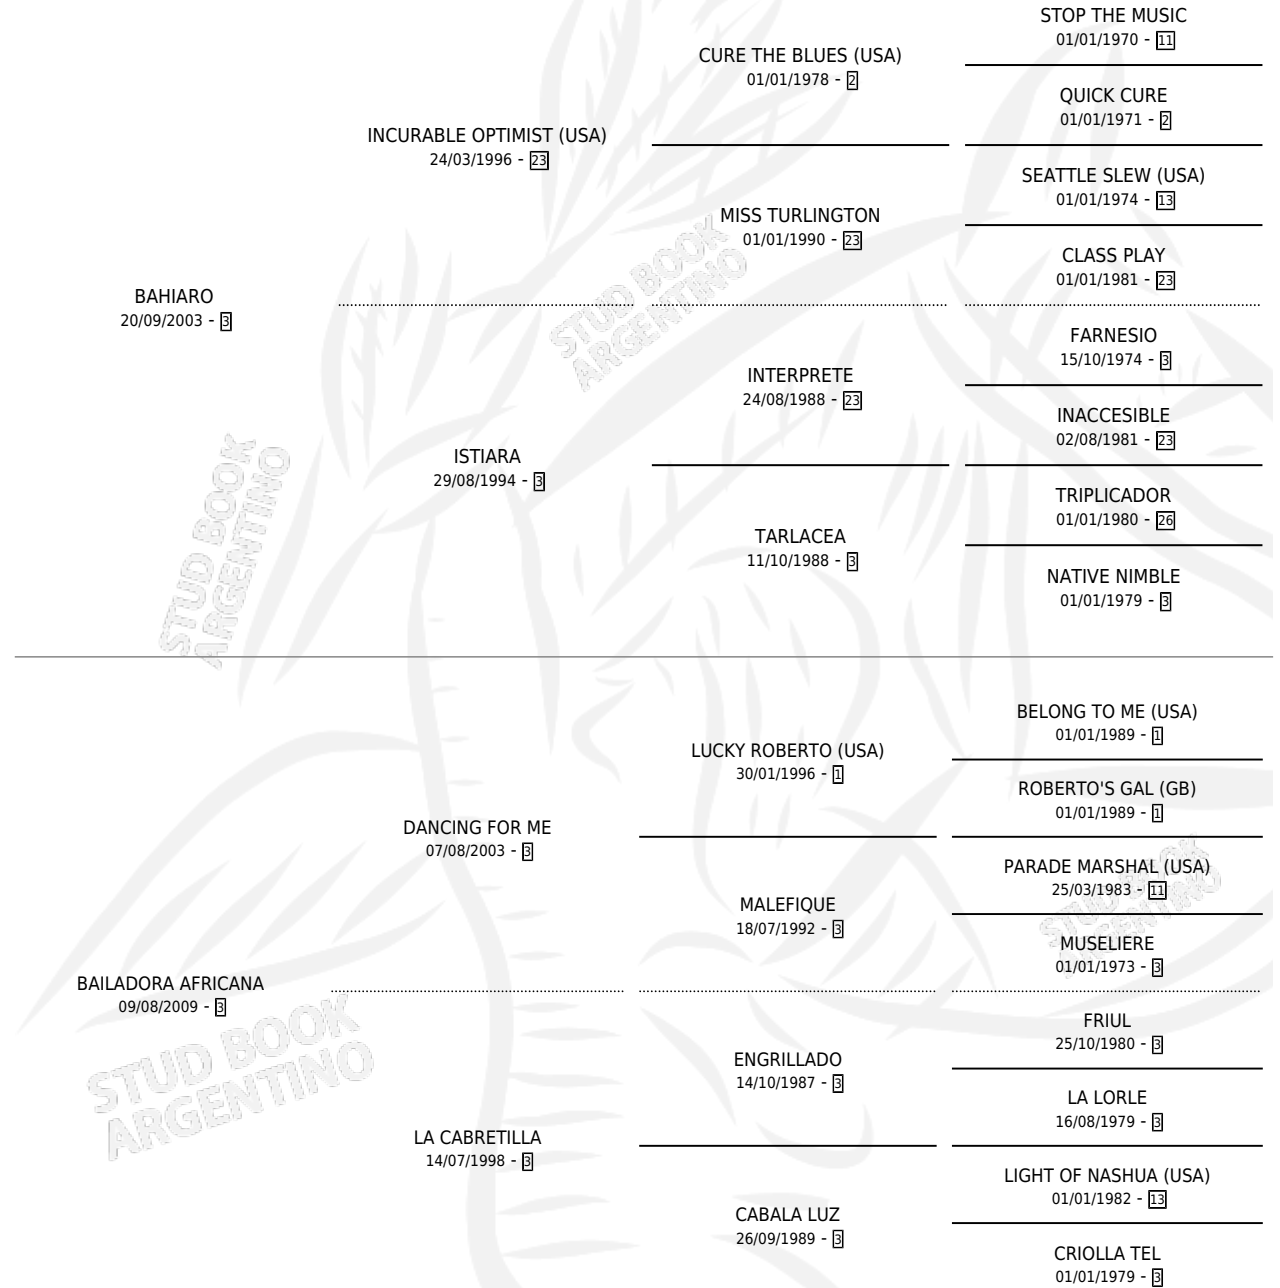 STOP THE MUSIC
01/01/1970 - 11
CURE THE BLUES (USA)
01/01/1978 - 2
QUICK CURE
01/01/1971 - 2
INCURABLE OPTIMIST (USA)
24/03/1996 - 23
SEATTLE SLEW (USA)
01/01/1974 - 13
MISS TURLINGTON
01/01/1990 - 23
CLASS PLAY
01/01/1981 - 23
STUD BOOK
ARGENTINO
BAHIARO
20/09/2003 - 3
FARNESIO
15/10/1974 - 3
INTERPRETE
24/08/1988 - 23
INACCESIBLE
02/08/1981 - 23
ISTIARA
29/08/1994 - 3
TRIPLICADOR
01/01/1980 - 26
TARLACEA
11/10/1988 - 3
NATIVE NIMBLE
01/01/1979 - 3
STUD BOOK
ARGENTINO
BELONG TO ME (USA)
01/01/1989 - 1
LUCKY ROBERTO (USA)
30/01/1996 - 1
ROBERTO'S GAL (GB)
01/01/1989 - 1
DANCING FOR ME
07/08/2003 - 3
PARADE MARSHAL (USA)
25/03/1983 - 11
STUD BOOK
ARGENTINO
MALEFIQUE
18/07/1992 - 3
MUSELIERE
01/01/1973 - 3
BAILADORA AFRICANA
09/08/2009 - 3
STUD BOOK
ARGENTINO
FRIUL
25/10/1980 - 3
ENGRILLADO
14/10/1987 - 3
LA LORLE
16/08/1979 - 3
LA CABRETILLA
14/07/1998 - 3
LIGHT OF NASHUA (USA)
01/01/1982 - 13
CABALA LUZ
26/09/1989 - 3
CRIOLLA TEL
01/01/1979 - 3